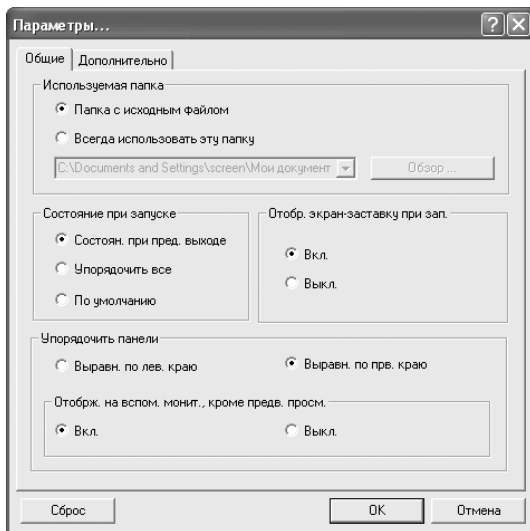 Параметры...
Общие
Дополнительно
Используемая папка
Папка с исходным файлом
Всегда использовать эту папку
C:\Documents and Settings\screen\Мои документ
Обзор ...
Состояние при запуске
Состоян. при пред. выходе
Упорядочить все
По умолчанию
Отобр. экран-заставку при зап.
Вкл.
Выкл.
Упорядочить панели
Выравн. по лев. краю
Выравн. по прв. краю
Отобрж. на вспом. монит., кроме предв. просм.
Вкл.
Выкл.
Сброс
OK
Отмена